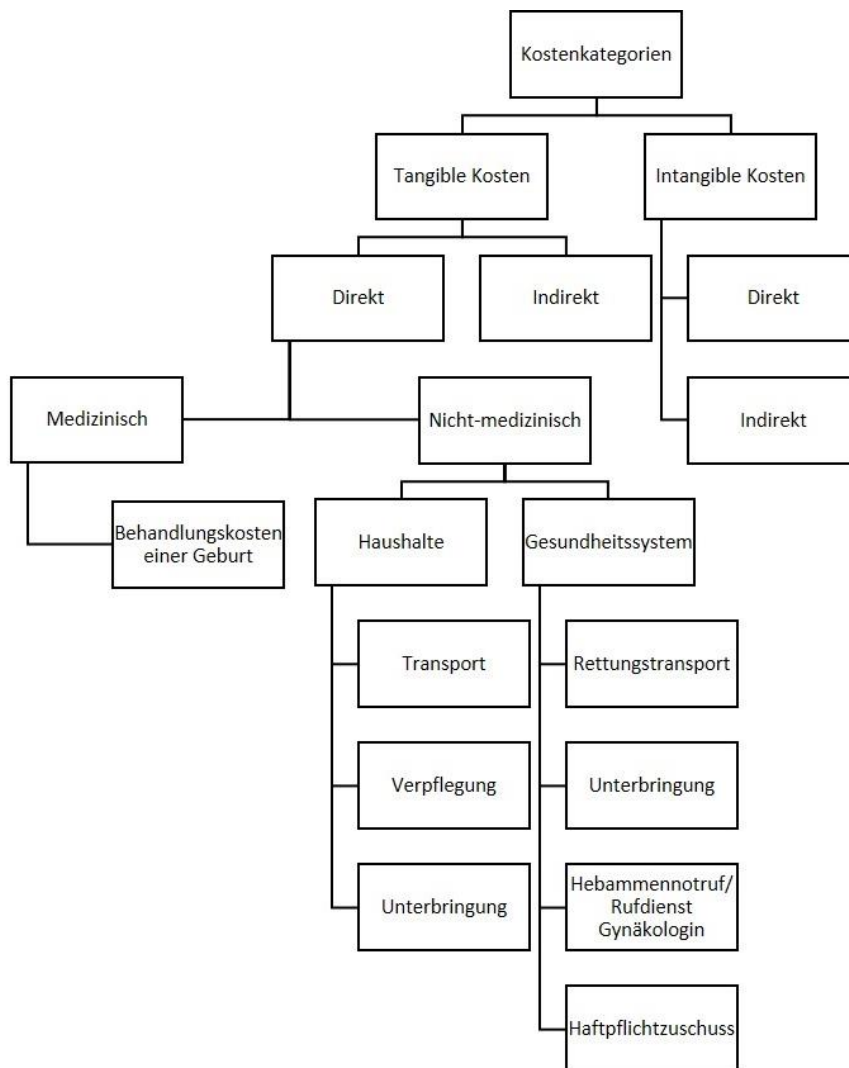 Kostenkategorien
Tangible Kosten
Intangible Kosten
Direkt
Indirekt
Direkt
Medizinisch
Nicht-medizinisch
Indirekt
Behandlungskosten
einer Geburt
Haushalte
Gesundheitssystem
Transport
Rettungstransport
Verpflegung
Unterbringung
Unterbringung
Hebammennotruf/
Rufdienst
Gynäkologin
Haftpflichtzuschuss